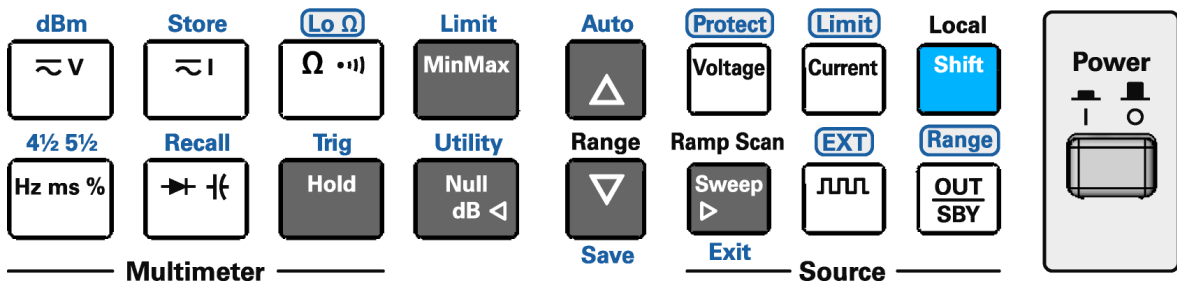 dBm Store Lo Ω Limit Auto Protect Limit Local
V I Ω MinMax Voltage Current Shift Power
I O
4½ 5½ Recall Trig Utility Range Ramp Scan EXT Range
Hz ms % Hold Null Sweep OUT
dB SBY
Save Exit
Multimeter Source